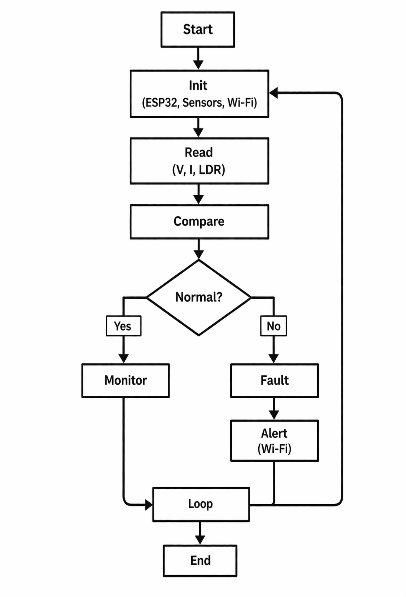 Start
Init
(ESP32, Sensors, Wi-Fi)
Read
(V, I, LDR)
Compare
Normal?
Yes
No
Monitor
Fault
Alert
(Wi-Fi)
Loop
End